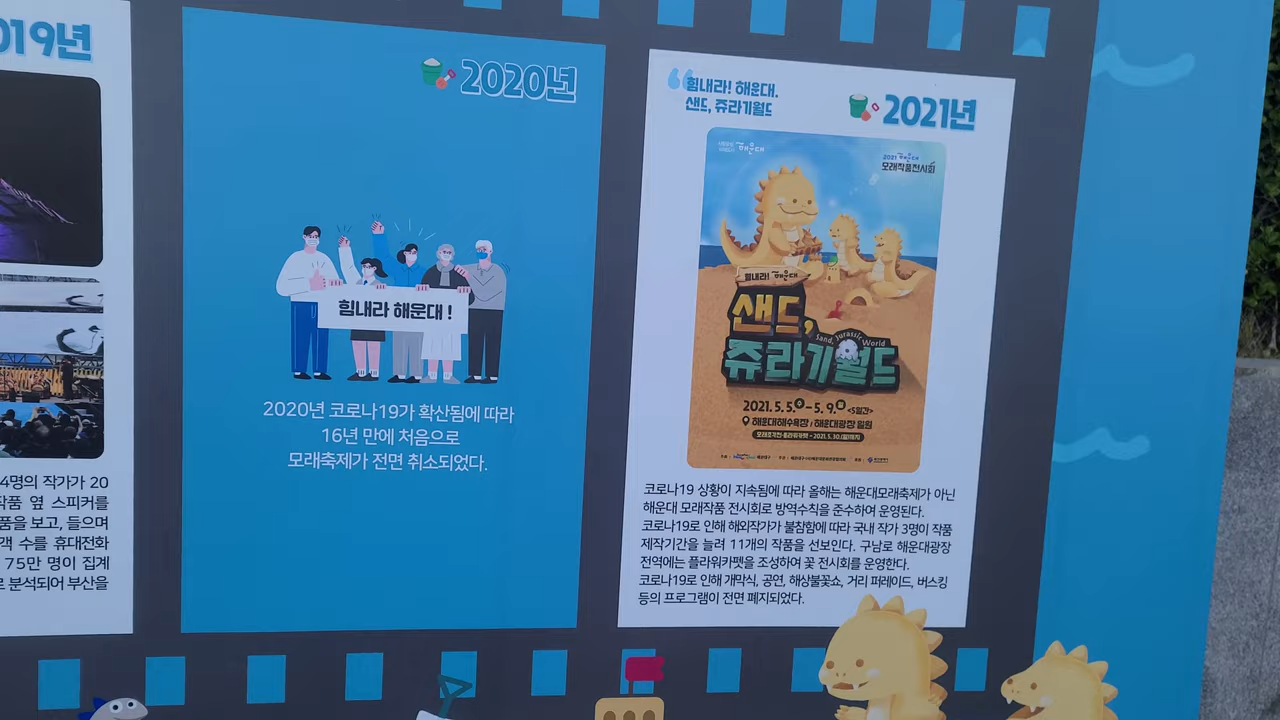 019년
4명의 작가가 20
작품 옆 스피커를
품을 보고, 들으며
객 수를 휴대전화
75만 명이 집계
로 분석되어 부산을
2020년
힘내라 해운대 !
2020년 코로나19가 확산됨에 따라
16년 만에 처음으로
모래축제가 전면 취소되었다.
힘내라! 해운대.
샌드, 쥬라기월드
2021년
해운대
2021 해운대
모래작품전시회
힘내라! 해운대
샌드,
Sand, Jurassic World
쥬라기월드
2021. 5. 5.수 – 5. 9.일 <5일간>
해운대해수욕장 / 해운대광장 일원
코로나19 상황이 지속됨에 따라 올해는 해운대모래축제가 아닌
해운대 모래작품 전시회로 방역수칙을 준수하여 운영된다.
코로나19로 인해 해외작가가 불참함에 따라 국내 작가 3명이 작품
제작기간을 늘려 11개의 작품을 선보인다. 구남로 해운대광장
전역에는 플라워카펫을 조성하여 꽃 전시회를 운영한다.
코로나19로 인해 개막식, 공연, 해상불꽃쇼, 거리 퍼레이드, 버스킹
등의 프로그램이 전면 폐지되었다.